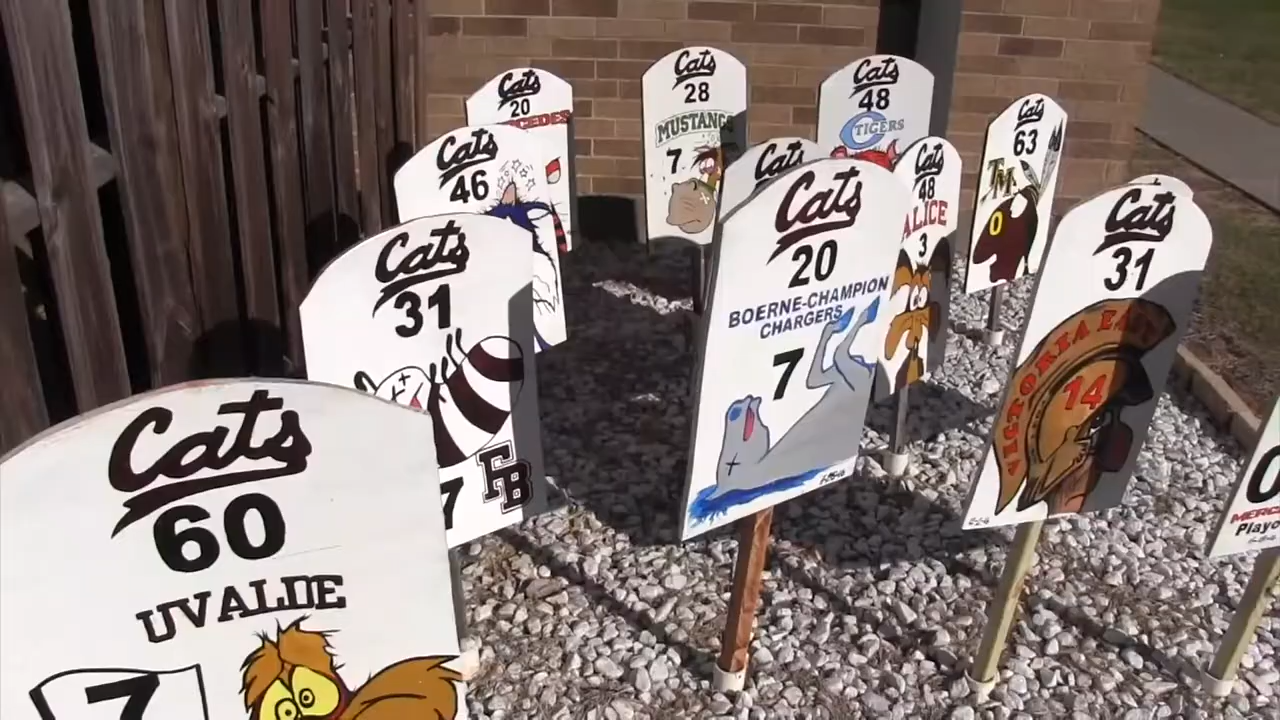 Cats
20
Cats
28
MUSTANGS
7
Cats
48
C TIGERS
Cats
63
TM
0
Cats
46
Cats
Cats
48
ALICE
3
Cats
31
7
FB
Cats
20
BOERNE-CHAMPION
CHARGERS
7
Cats
31
VICTORIA EAST
14
Cats
60
UVALDE
7
0